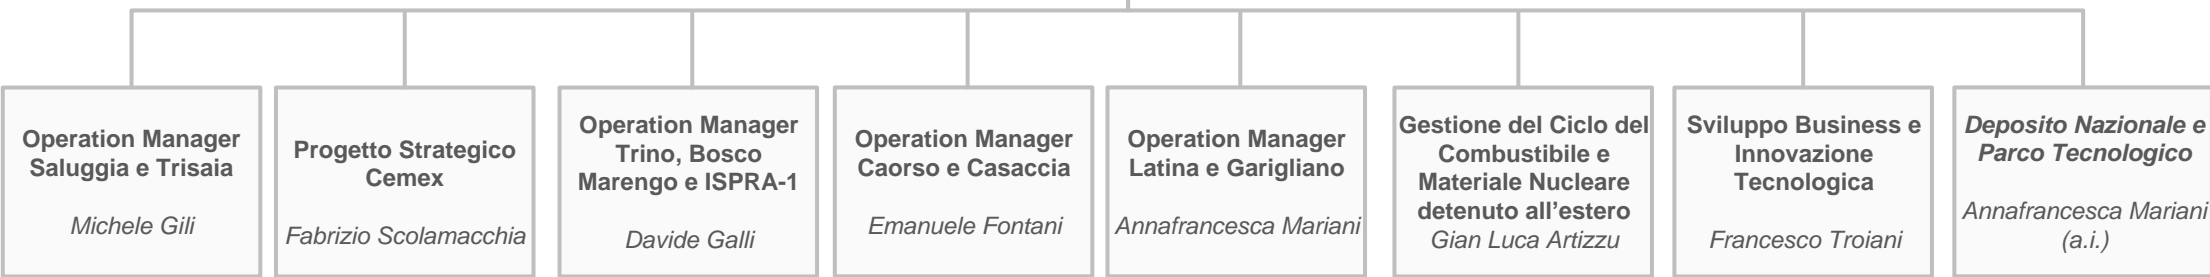 Operation Manager
Saluggia e Trisaia
Michele Gili
Progetto Strategico
Cemex
Fabrizio Scolamacchia
Operation Manager
Trino, Bosco
Marengo e ISPRA-1
Davide Galli
Operation Manager
Caorso e Casaccia
Emanuele Fontani
Operation Manager
Latina e Garigliano
Annafrancesca Mariani
Gestione del Ciclo del
Combustibile e
Materiale Nucleare
detenuto all’estero
Gian Luca Artizzu
Sviluppo Business e
Innovazione
Tecnologica
Francesco Troiani
Deposito Nazionale e
Parco Tecnologico
Annafrancesca Mariani
(a.i.)